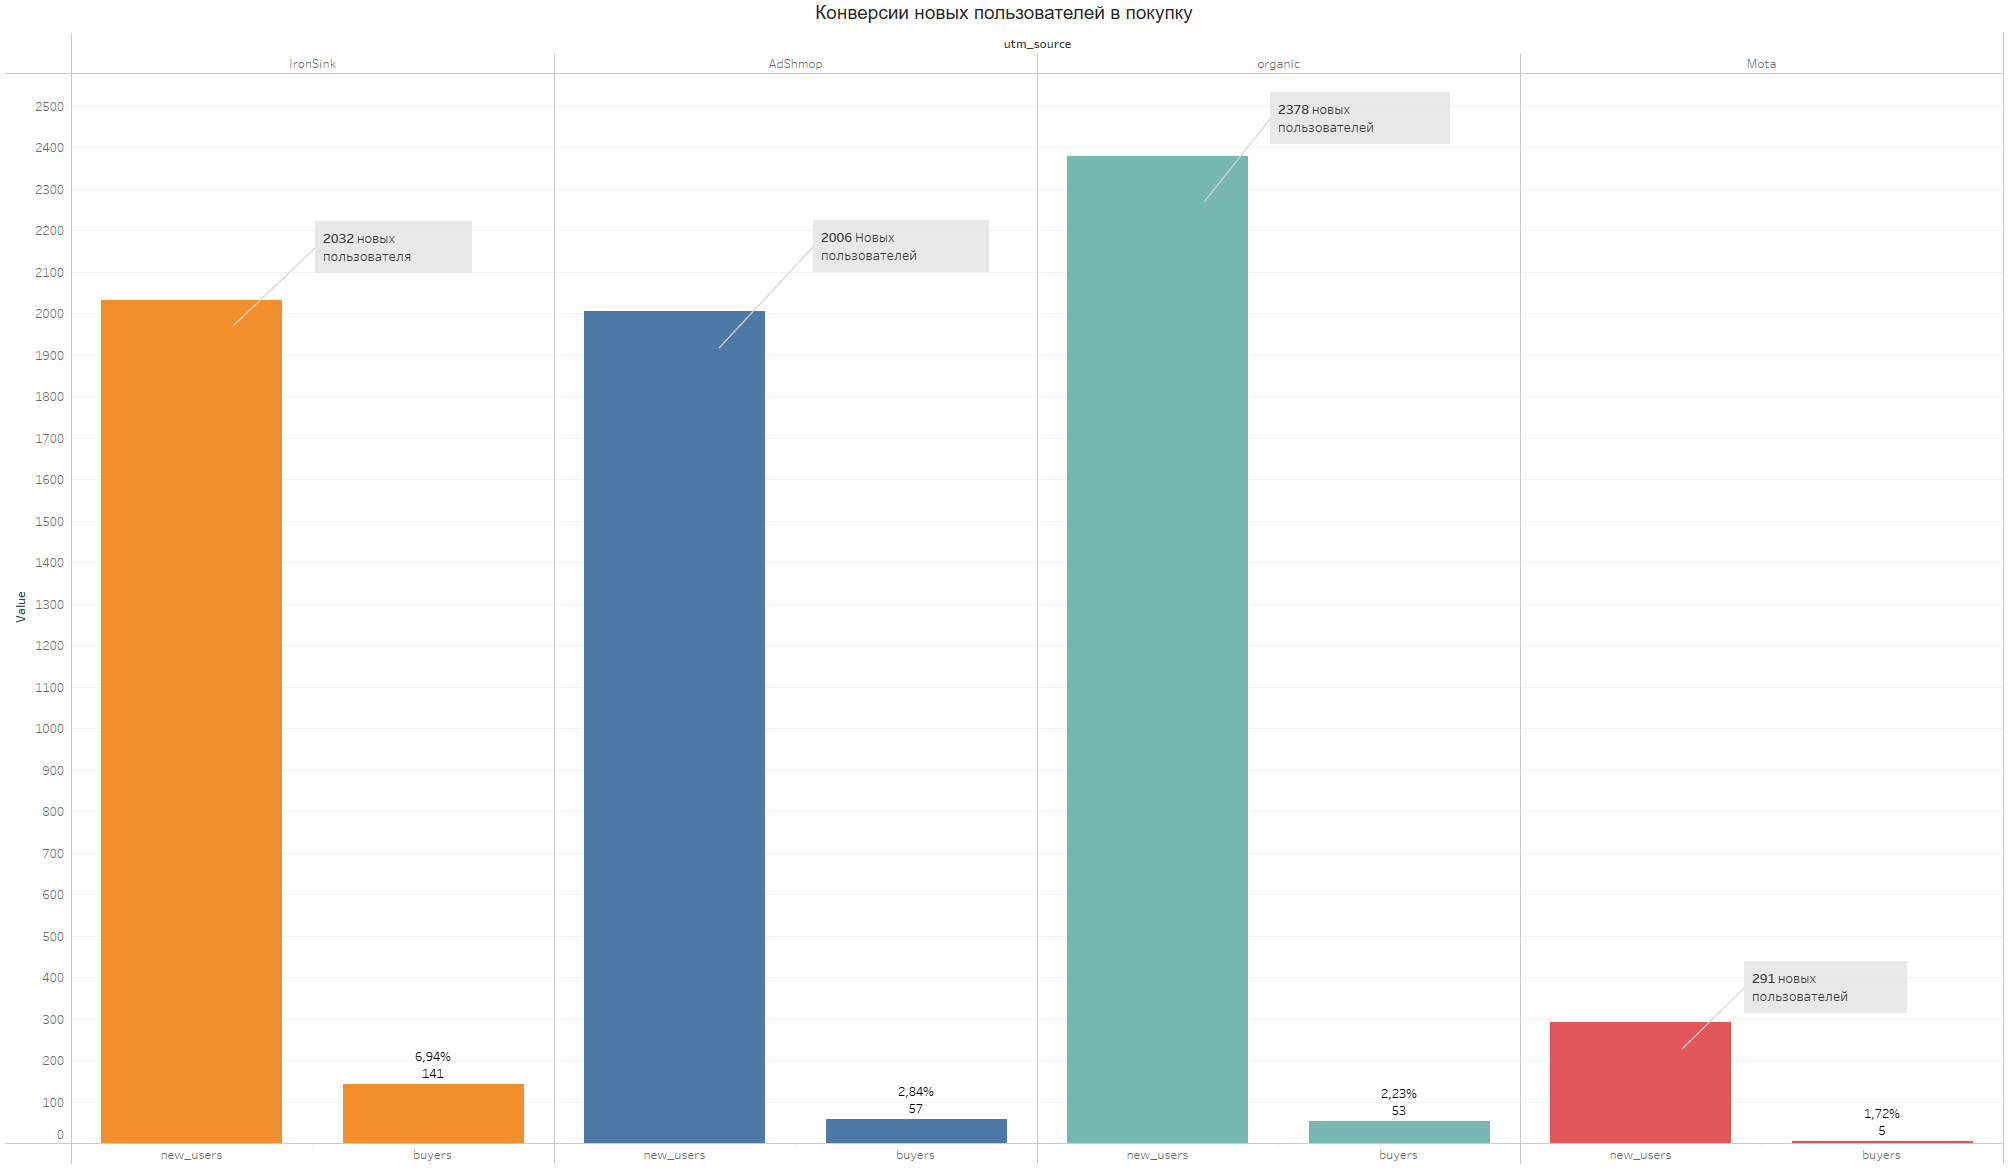 Конверсии новых пользователей в покупку
utm_source
IronSink
AdShmop
organic
Mota
Value
2500
2400
2300
2200
2100
2000
1900
1800
1700
1600
1500
1400
1300
1200
1100
1000
900
800
700
600
500
400
300
200
100
0
2032 новых
пользователя
6,94%
141
2006 Новых
пользователей
2,84%
57
2378 новых
пользователей
2,23%
53
291 новых
пользователей
1,72%
5
new_users
buyers
new_users
buyers
new_users
buyers
new_users
buyers